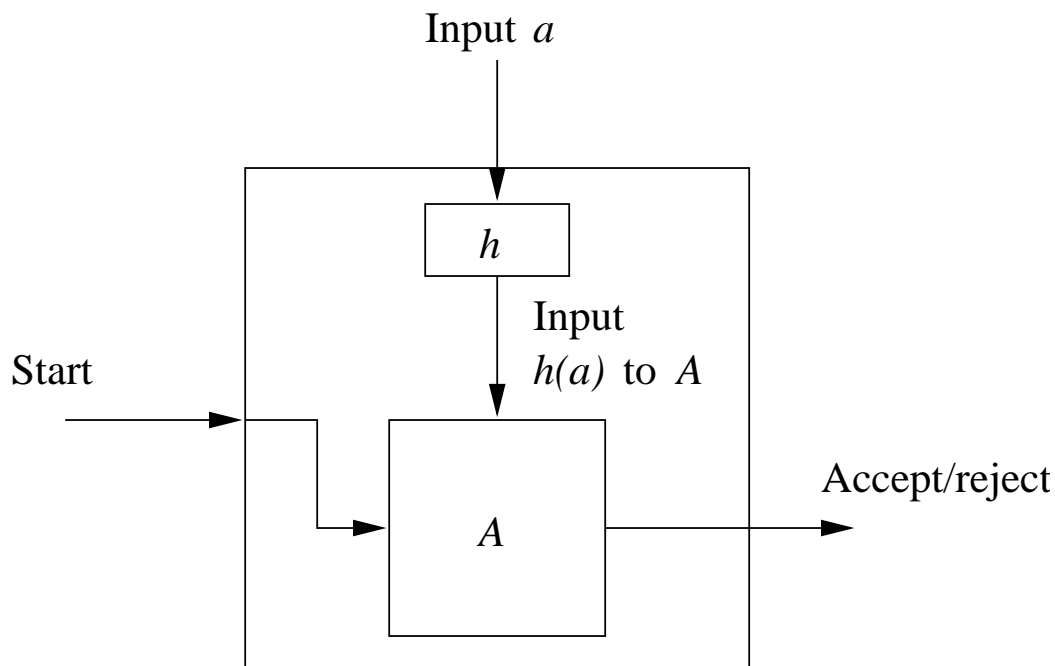 Input a
h
Input
h(a) to A
Start
Accept/reject
A